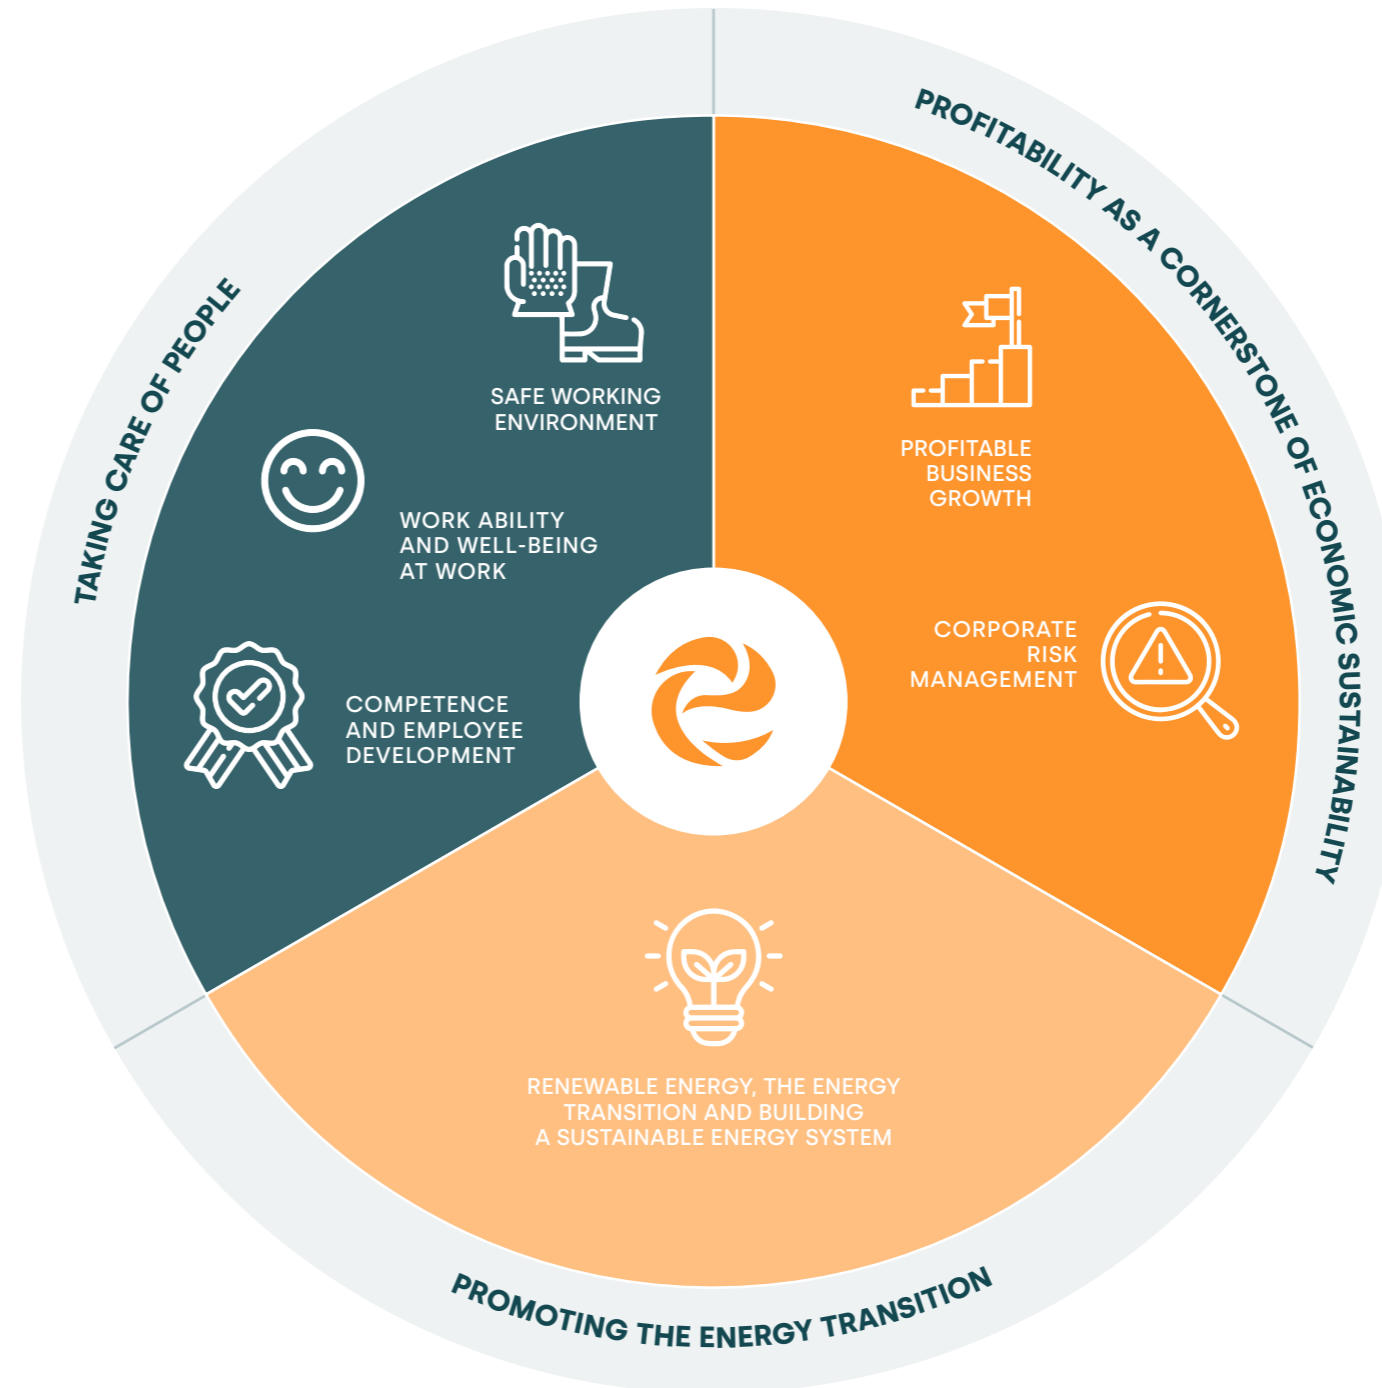 TAKING CARE OF PEOPLE
SAFE WORKING
ENVIRONMENT
WORK ABILITY
AND WELL-BEING
AT WORK
COMPETENCE
AND EMPLOYEE
DEVELOPMENT
PROFITABILITY AS A CORNERSTONE OF ECONOMIC SUSTAINABILITY
PROFITABLE
BUSINESS
GROWTH
CORPORATE
RISK
MANAGEMENT
RENEWABLE ENERGY, THE ENERGY
TRANSITION AND BUILDING
A SUSTAINABLE ENERGY SYSTEM
PROMOTING THE ENERGY TRANSITION